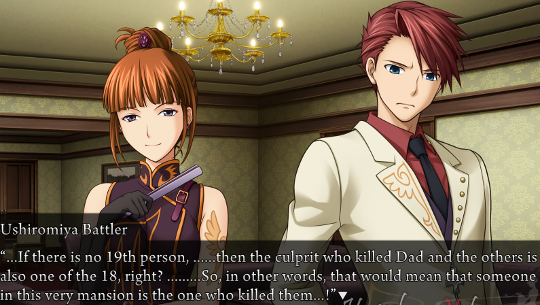 Ushiromiya Battler
“...If there is no 19th person, ......then the culprit who killed Dad and the others is
also one of the 18, right? .........So, in other words, that would mean that someone
in this very mansion is the one who killed them...!”